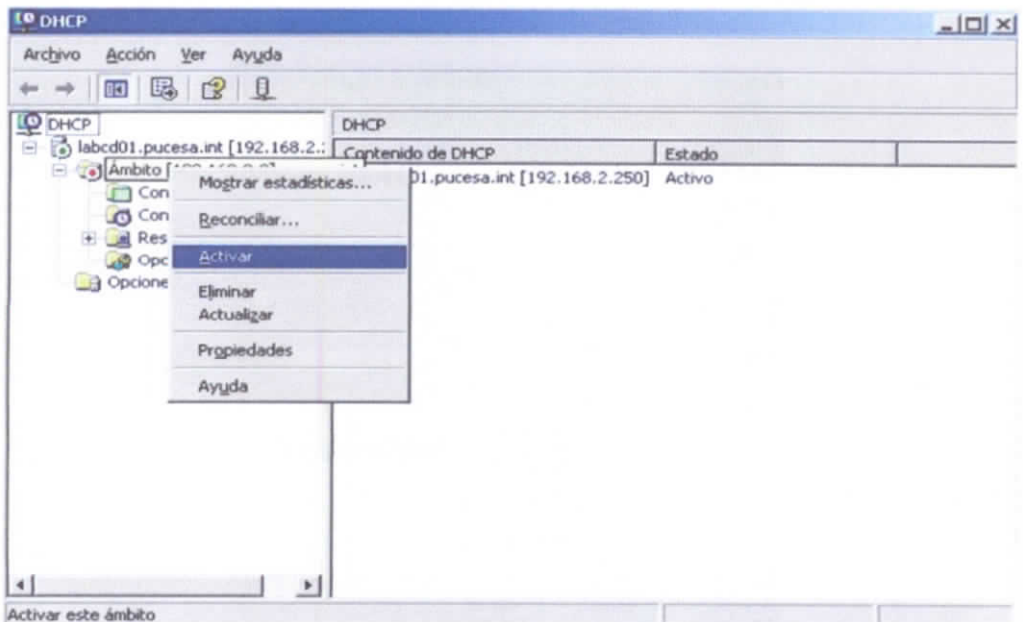 DHCP
Archivo Acción Ver Ayuda
DHCP
DHCP
labcd01.pucesa.int [192.168.2.:
Contenido de DHCP Estado
Ámbito
01.pucesa.int [192.168.2.250] Activo
Con
Con
Res
Opc
Opcione
Mostrar estadísticas...
Reconciliar...
Activar
Eliminar
Actualizar
Propiedades
Ayuda
Activar este ámbito